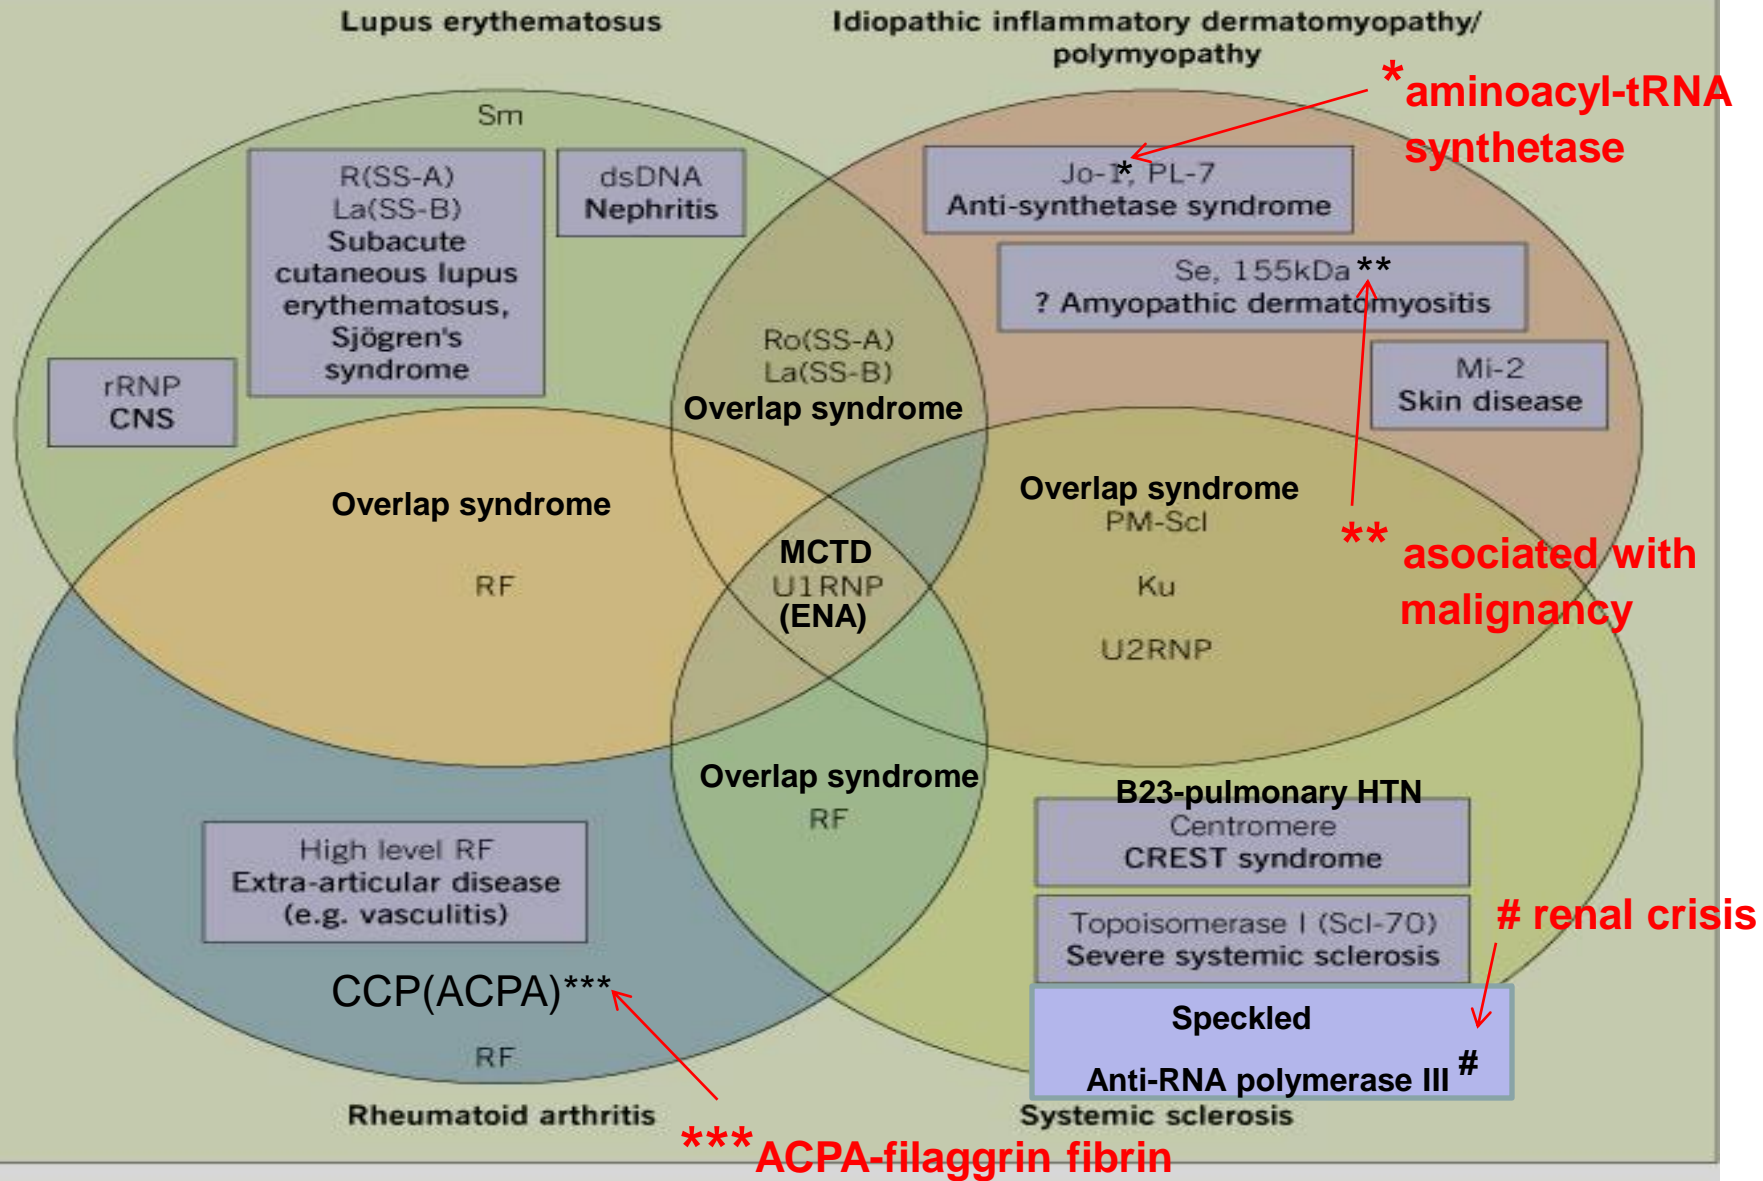 Lupus erythematosus
Idiopathic inflammatory dermatomyopathy/
polymyopathy
*aminoacyl-tRNA
synthetase
Sm
R(SS-A)
La(SS-B)
Subacute
cutaneous lupus
erythematosus,
Sjögren's
syndrome
dsDNA
Nephritis
rRNP
CNS
Jo-1*, PL-7
Anti-synthetase syndrome
Se, 155kDa**
? Amyopathic dermatomyositis
Mi-2
Skin disease
Ro(SS-A)
La(SS-B)
Overlap syndrome
Overlap syndrome
RF
MCTD
U1RNP
(ENA)
Overlap syndrome
PM-Scl
Ku
U2RNP
** asociated with
malignancy
Overlap syndrome
RF
High level RF
Extra-articular disease
(e.g. vasculitis)
CCP(ACPA)***
RF
B23-pulmonary HTN
Centromere
CREST syndrome
Topoisomerase I (Scl-70)
Severe systemic sclerosis
# renal crisis
Speckled
Anti-RNA polymerase III #
Rheumatoid arthritis
Systemic sclerosis
***ACPA-filaggrin fibrin